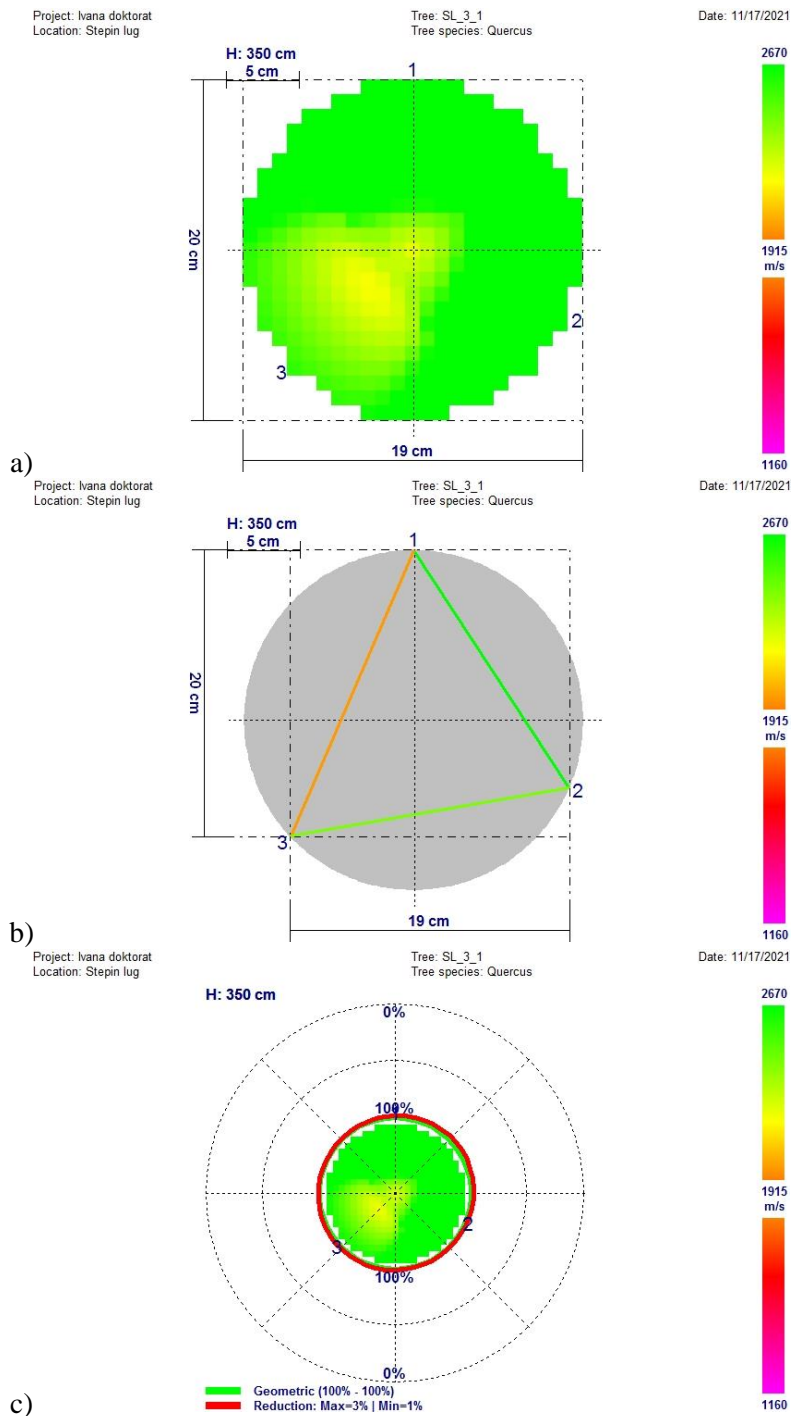 Project: Ivana doktorat
Location: Stepin lug
Tree: SL_3_1
Tree species: Quercus
Date: 11/17/2021
H: 350 cm
5 cm
1
2670
20 cm
1915
m/s
2
3
19 cm
1160
a)
Project: Ivana doktorat
Location: Stepin lug
Tree: SL_3_1
Tree species: Quercus
Date: 11/17/2021
H: 350 cm
5 cm
1
2670
20 cm
1915
m/s
2
3
19 cm
1160
b)
Project: Ivana doktorat
Location: Stepin lug
Tree: SL_3_1
Tree species: Quercus
Date: 11/17/2021
H: 350 cm
0%
2670
100%
1915
m/s
2
3
100%
0%
Geometric (100% - 100%)
Reduction: Max=3% | Min=1%
1160
c)